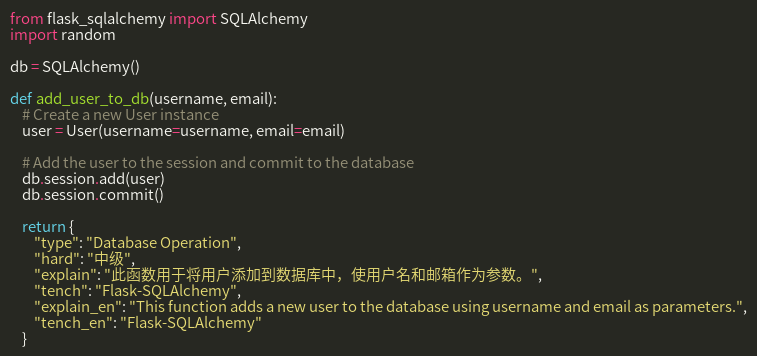 from flask_sqlalchemy import SQLAlchemy
import random

db = SQLAlchemy()

def add_user_to_db(username, email):
    # Create a new User instance
    user = User(username=username, email=email)

    # Add the user to the session and commit to the database
    db.session.add(user)
    db.session.commit()

    return {
        "type": "Database Operation",
        "hard": "中级",
        "explain": "此函数用于将用户添加到数据库中，使用户名和邮箱作为参数。",
        "tench": "Flask-SQLAlchemy",
        "explain_en": "This function adds a new user to the database using username and email as parameters.",
        "tench_en": "Flask-SQLAlchemy"
    }